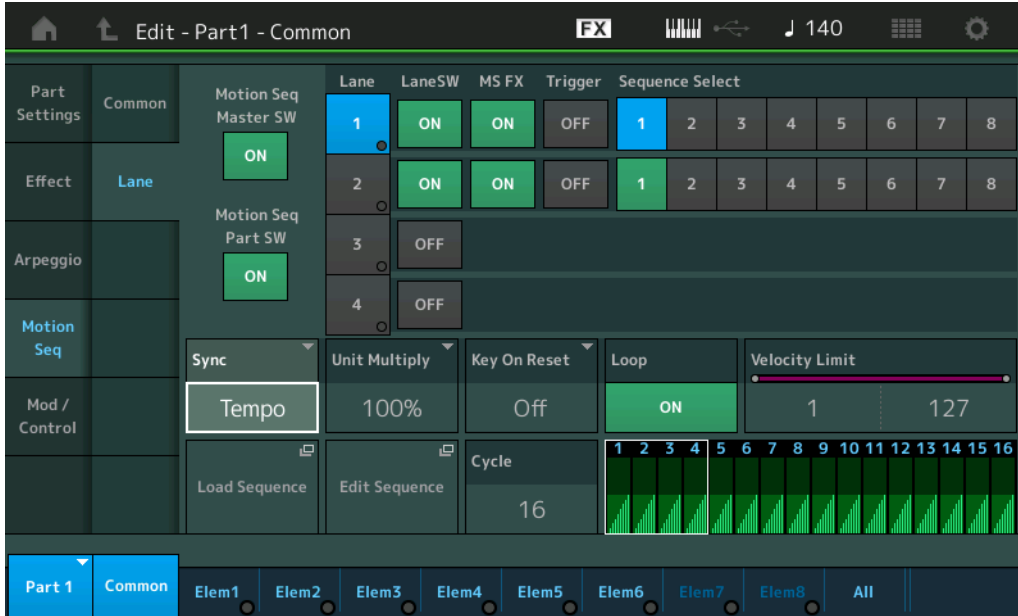 Edit - Part1 - Common
FX
140
Part
Settings
Effect
Arpeggio
Motion
Seq
Mod /
Control
Common
Lane
Motion Seq
Master SW
ON
Motion Seq
Part SW
ON
Lane LaneSW MS FX Trigger Sequence Select
1 ON ON OFF 1 2 3 4 5 6 7 8
2 ON ON OFF 1 2 3 4 5 6 7 8
3 OFF
4 OFF
Sync Unit Multiply Key On Reset Loop Velocity Limit
Tempo 100% Off ON 1 127
Load Sequence
Edit Sequence
Cycle
16
1 2 3 4 5 6 7 8 9 10 11 12 13 14 15 16
Part 1 Common Elem1 Elem2 Elem3 Elem4 Elem5 Elem6 Elem7 Elem8 All